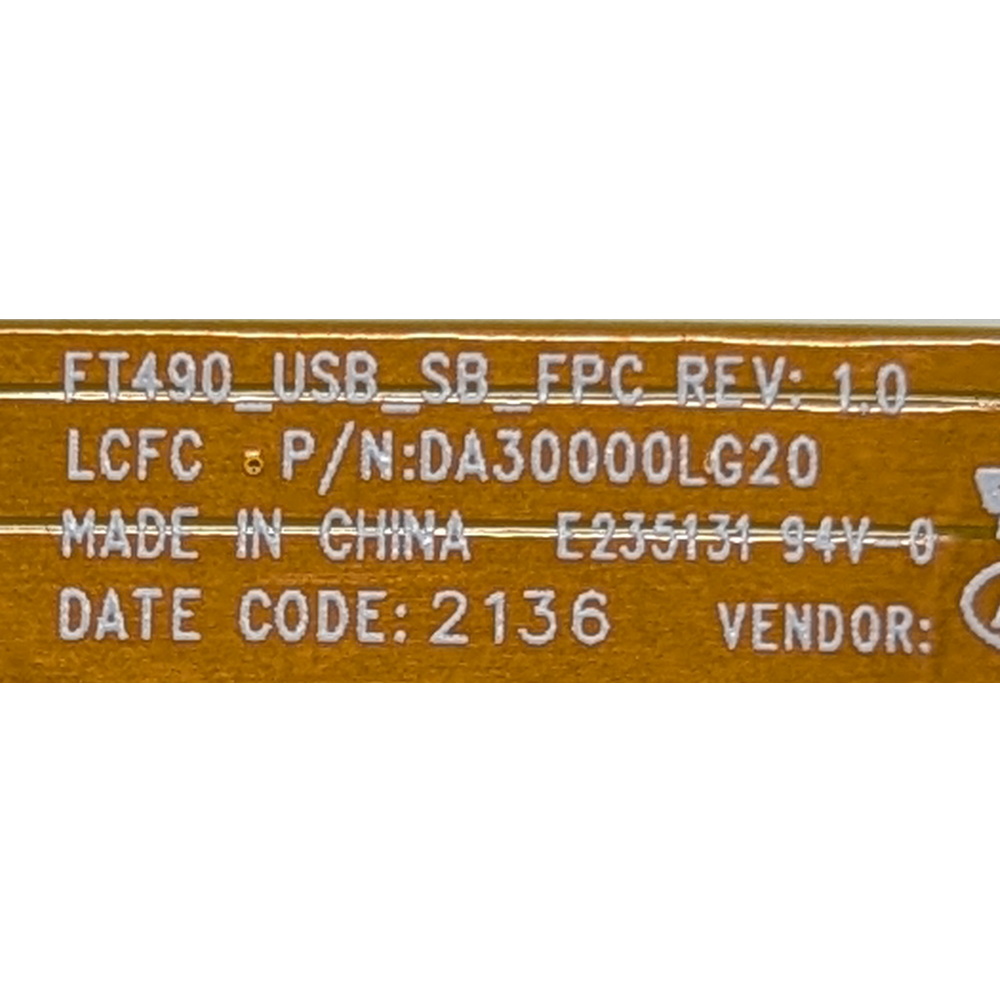 FT490_USB_SB_FPC REV: 1.0
LCFC P/N:DA30000LG20
MADE IN CHINA E235131 94V-0
DATE CODE: 2136 VENDOR: